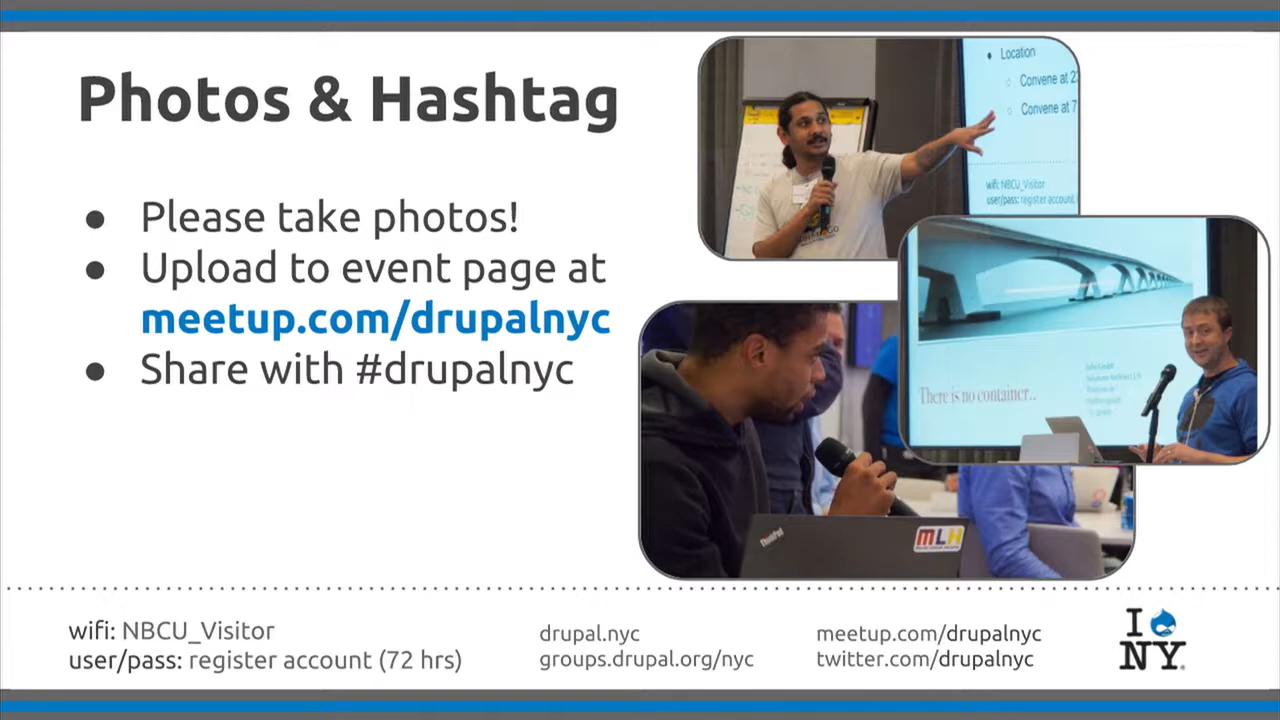 Photos & Hashtag
● Please take photos!
● Upload to event page at
meetup.com/drupalnyc
● Share with #drupalnyc
● Location
○ Convene at
○ Convene at 7
wifi: NBCU_Visitor
user/pass: register account,
There is no container..
ThinkPad
MLH
wifi: NBCU_Visitor
user/pass: register account (72 hrs)
drupal.nyc
groups.drupal.org/nyc
meetup.com/drupalnyc
twitter.com/drupalnyc
I
NY